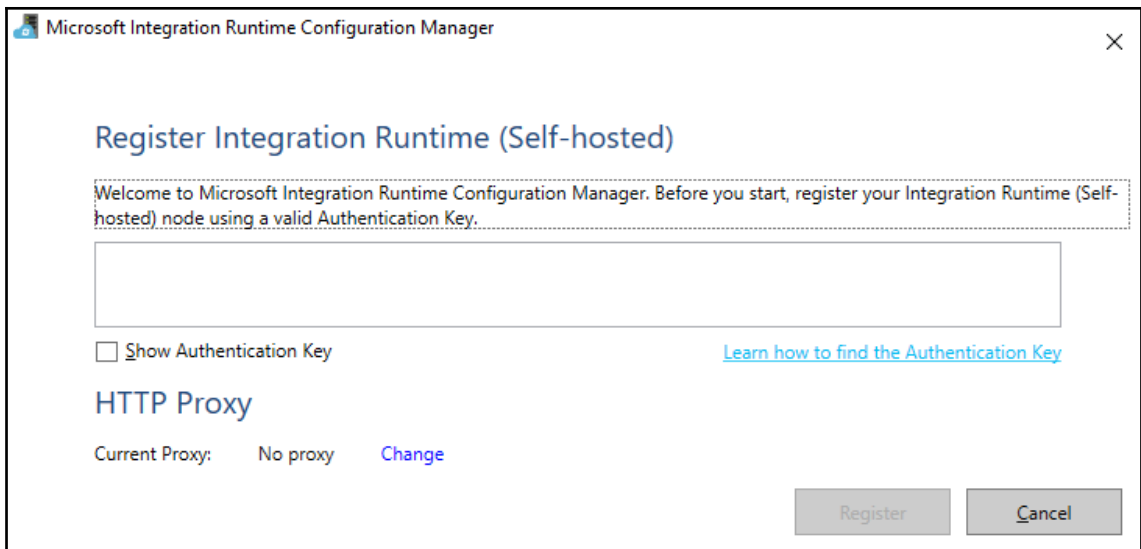 Microsoft Integration Runtime Configuration Manager
Register Integration Runtime (Self-hosted)
Welcome to Microsoft Integration Runtime Configuration Manager. Before you start, register your Integration Runtime (Self-
hosted) node using a valid Authentication Key.
Show Authentication Key Learn how to find the Authentication Key
HTTP Proxy
Current Proxy: No proxy Change
Register Cancel